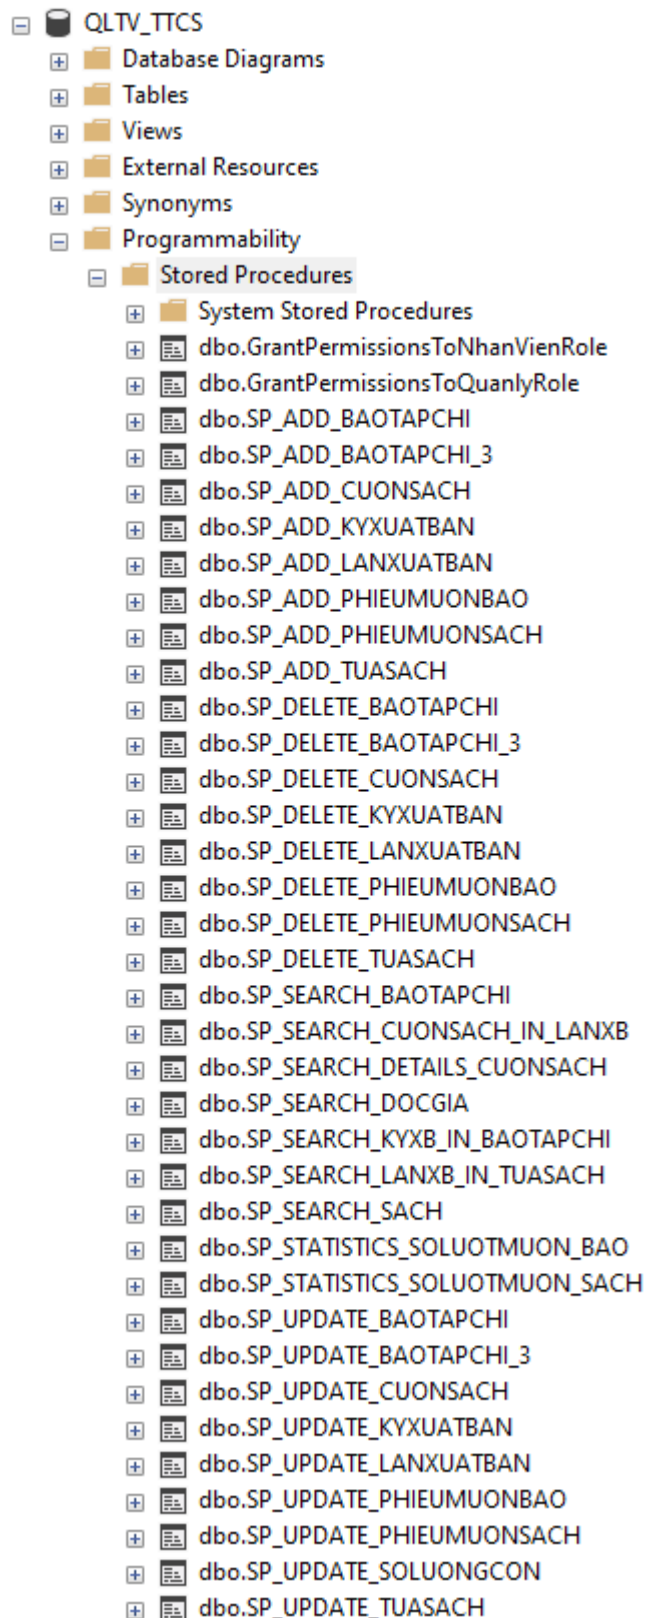 QLTV_TTCS
Database Diagrams
Tables
Views
External Resources
Synonyms
Programmability
Stored Procedures
System Stored Procedures
dbo.GrantPermissionsToNhanVienRole
dbo.GrantPermissionsToQuanlyRole
dbo.SP_ADD_BAOTAPCHI
dbo.SP_ADD_BAOTAPCHI_3
dbo.SP_ADD_CUONSACH
dbo.SP_ADD_KYXUATBAN
dbo.SP_ADD_LANXUATBAN
dbo.SP_ADD_PHIEUMUONBAO
dbo.SP_ADD_PHIEUMUONSACH
dbo.SP_ADD_TUASACH
dbo.SP_DELETE_BAOTAPCHI
dbo.SP_DELETE_BAOTAPCHI_3
dbo.SP_DELETE_CUONSACH
dbo.SP_DELETE_KYXUATBAN
dbo.SP_DELETE_LANXUATBAN
dbo.SP_DELETE_PHIEUMUONBAO
dbo.SP_DELETE_PHIEUMUONSACH
dbo.SP_DELETE_TUASACH
dbo.SP_SEARCH_BAOTAPCHI
dbo.SP_SEARCH_CUONSACH_IN_LANXB
dbo.SP_SEARCH_DETAILS_CUONSACH
dbo.SP_SEARCH_DOCGIA
dbo.SP_SEARCH_KYXB_IN_BAOTAPCHI
dbo.SP_SEARCH_LANXB_IN_TUASACH
dbo.SP_SEARCH_SACH
dbo.SP_STATISTICS_SOLUOTMUON_BAO
dbo.SP_STATISTICS_SOLUOTMUON_SACH
dbo.SP_UPDATE_BAOTAPCHI
dbo.SP_UPDATE_BAOTAPCHI_3
dbo.SP_UPDATE_CUONSACH
dbo.SP_UPDATE_KYXUATBAN
dbo.SP_UPDATE_LANXUATBAN
dbo.SP_UPDATE_PHIEUMUONBAO
dbo.SP_UPDATE_PHIEUMUONSACH
dbo.SP_UPDATE_SOLUONGCON
dbo.SP_UPDATE_TUASACH